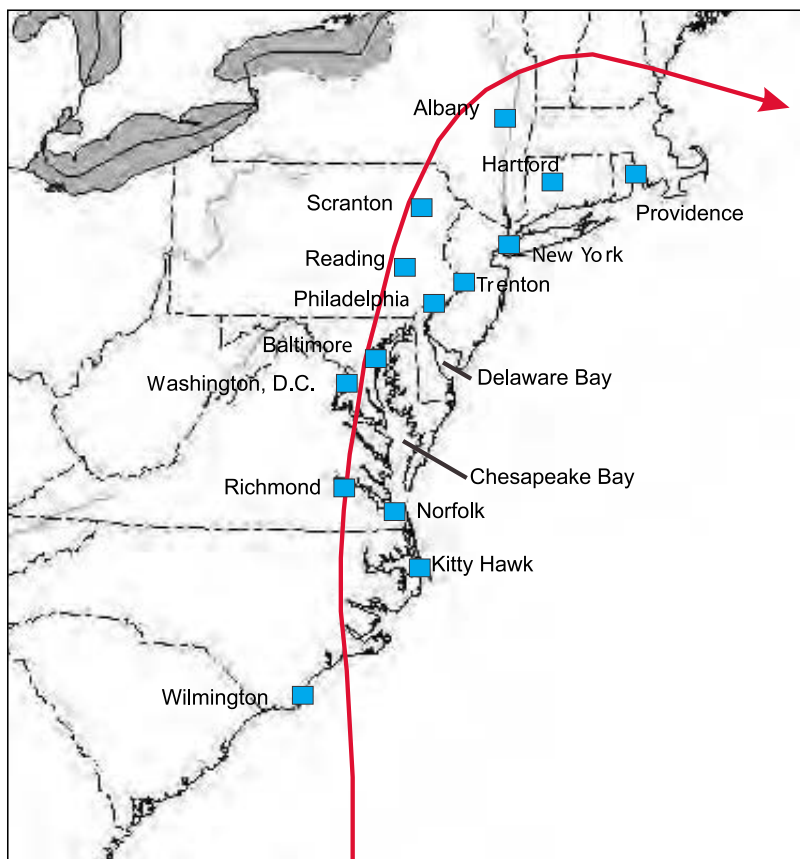 Albany
Hartford
Scranton
Providence
New York
Reading
Trenton
Philadelphia
Baltimore
Delaware Bay
Washington, D.C.
Chesapeake Bay
Richmond
Norfolk
Kitty Hawk
Wilmington